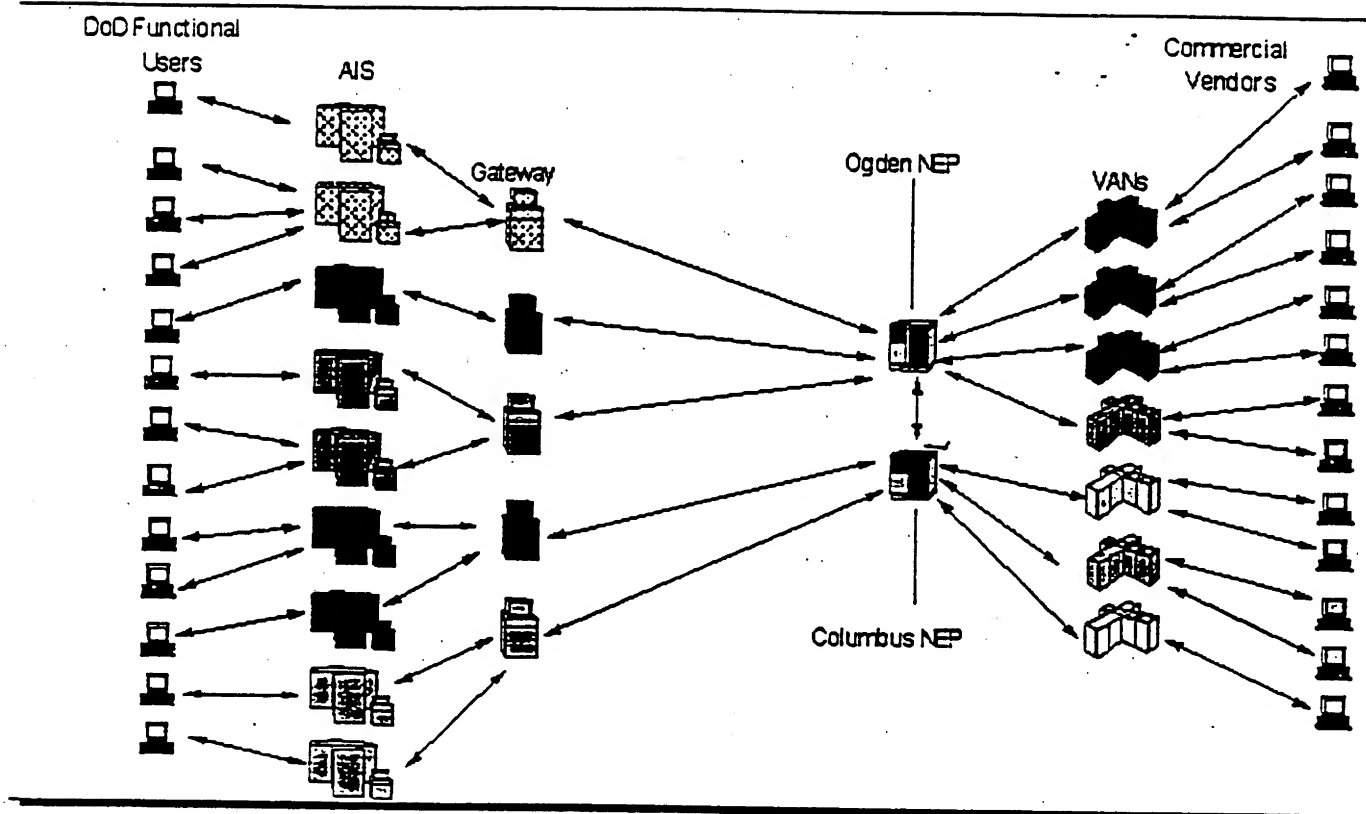 DoD Functional
Users
AIS
Gateway
Ogden NEP
Columbus NEP
VANs
Commercial
Vendors